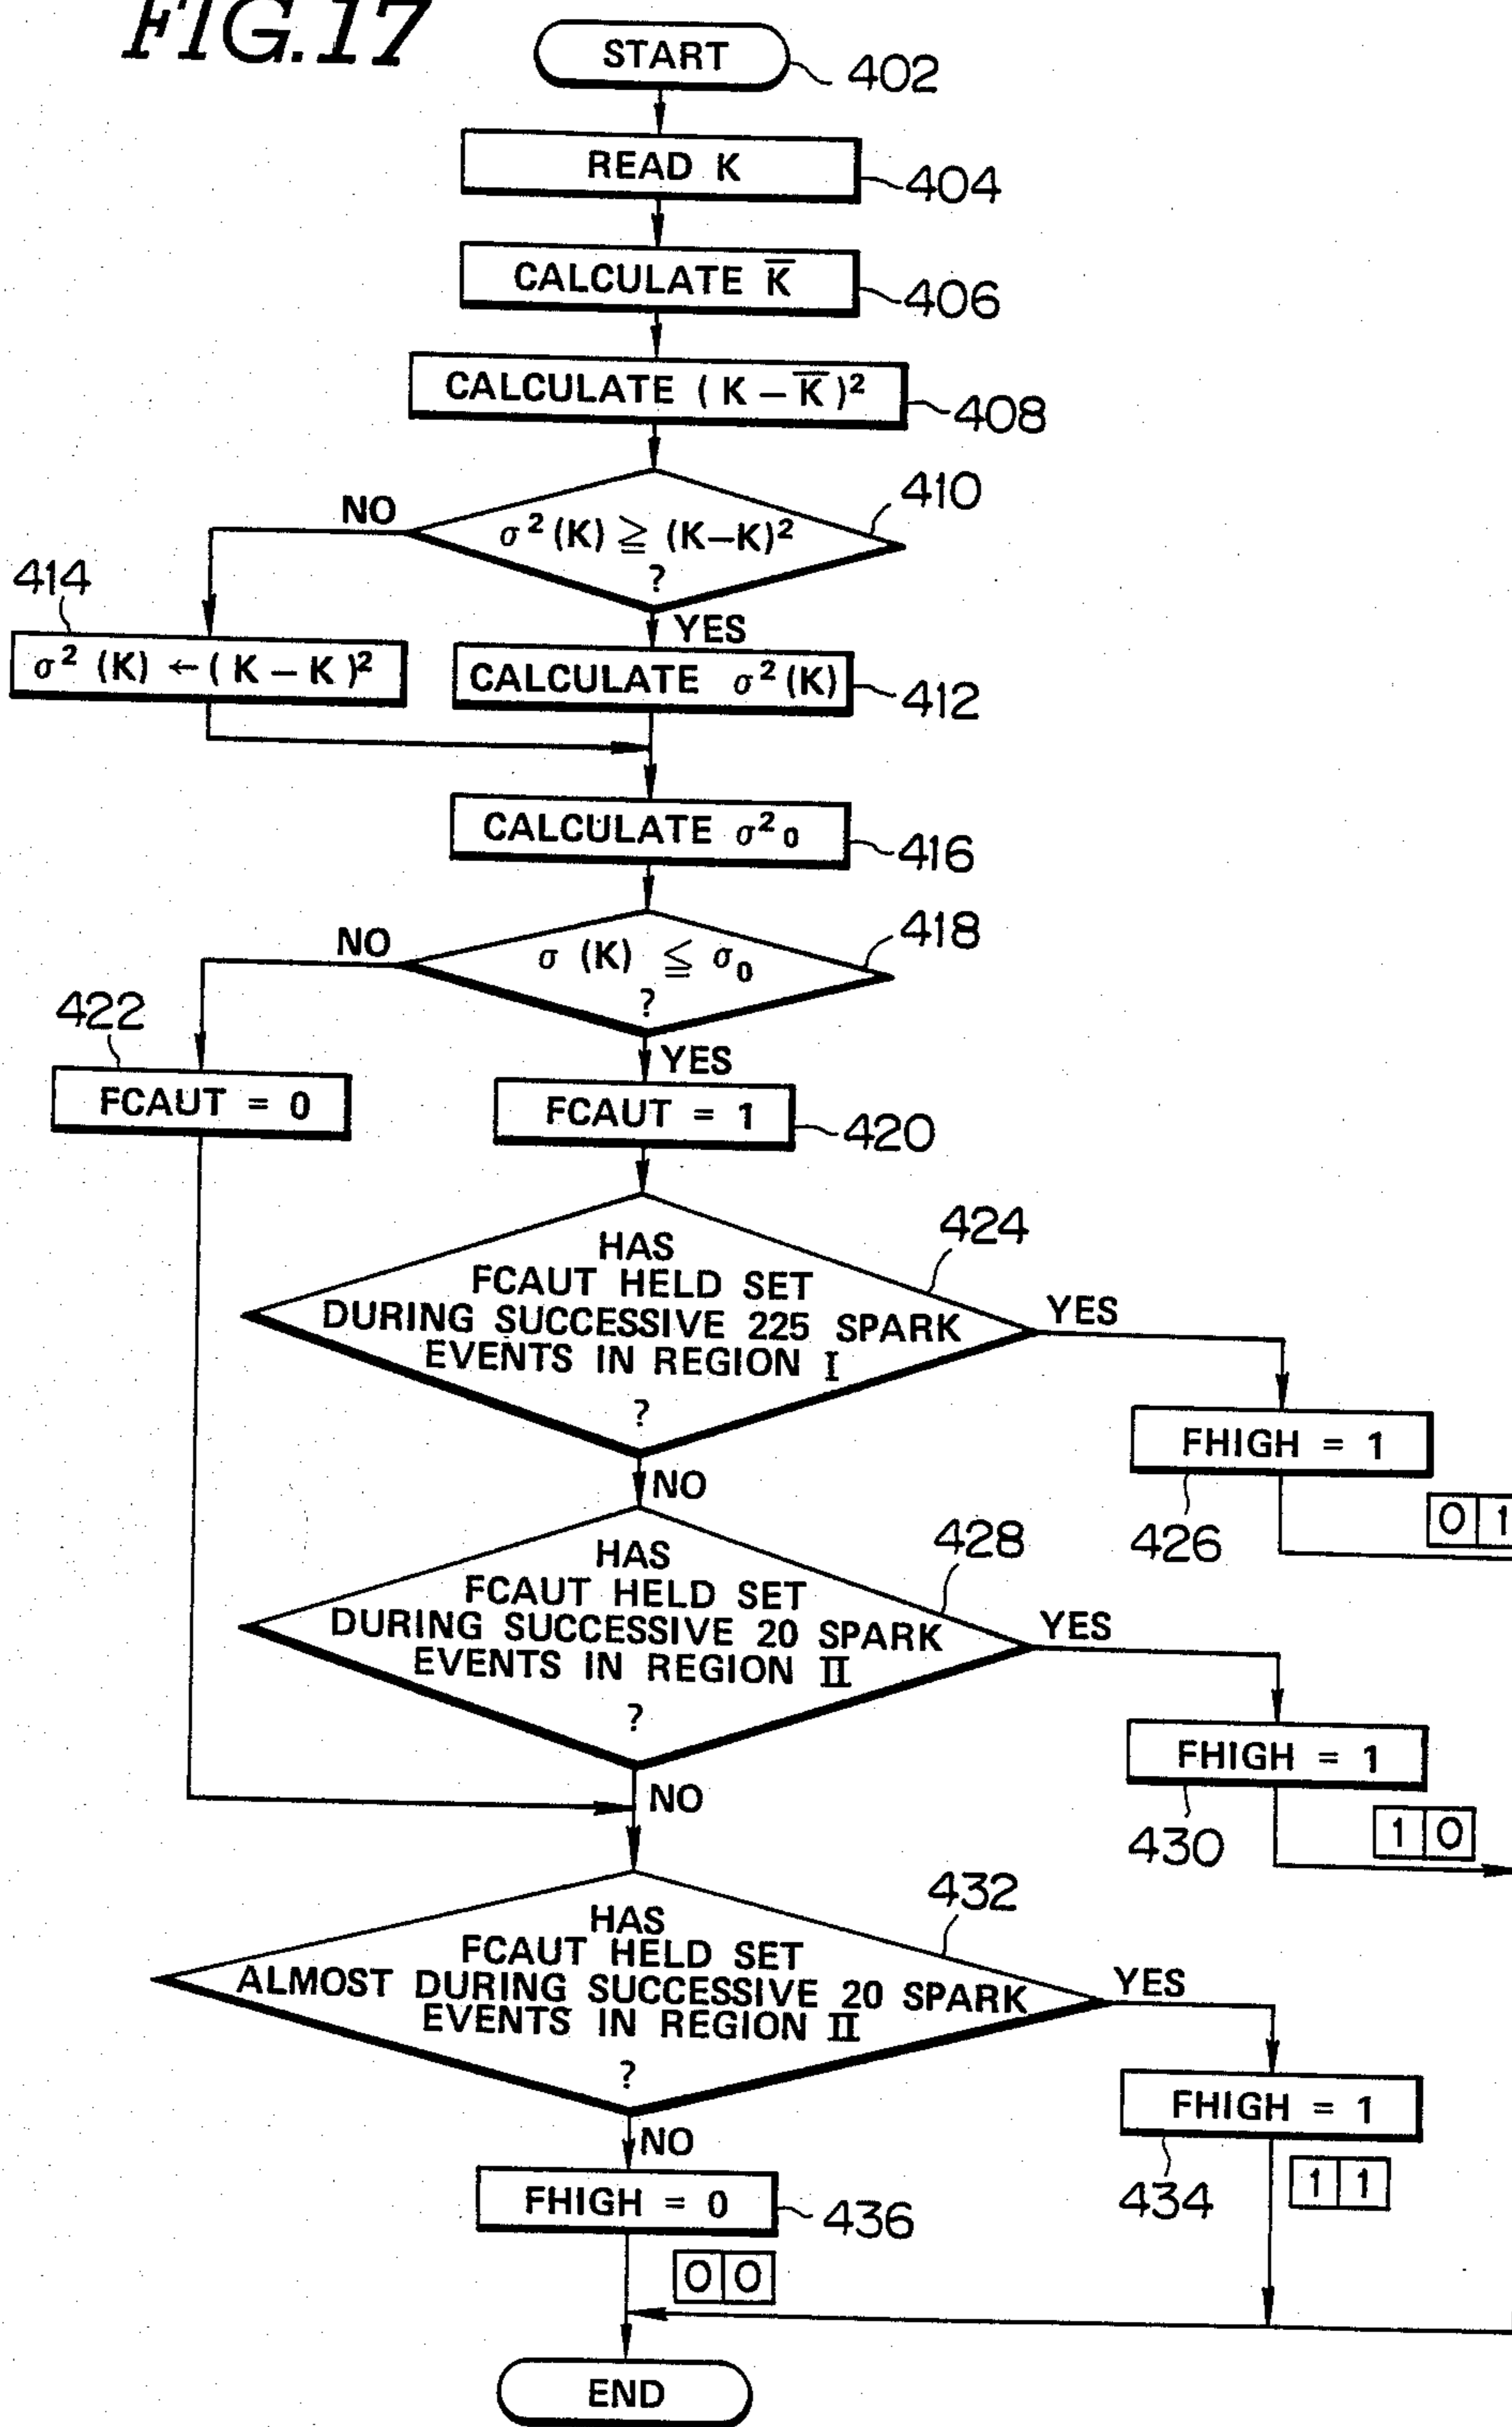 FIG.17
START
402
READ K
404
CALCULATE K̅
406
CALCULATE ( K – K̅ )²
408
410
NO
σ² (K) ≧ (K–K)²
?
414
YES
σ² (K) ← ( K – K )²
CALCULATE σ² (K)
412
CALCULATE σ²₀
416
418
NO
σ (K) ≦ σ₀
?
422
YES
FCAUT = 0
FCAUT = 1
420
424
HAS
FCAUT HELD SET
DURING SUCCESSIVE 225 SPARK
EVENTS IN REGION I
?
YES
FHIGH = 1
NO
426
0 1
428
HAS
FCAUT HELD SET
DURING SUCCESSIVE 20 SPARK
EVENTS IN REGION II
?
YES
FHIGH = 1
NO
430
1 0
432
HAS
FCAUT HELD SET
ALMOST DURING SUCCESSIVE 20 SPARK
EVENTS IN REGION II
?
YES
FHIGH = 1
NO
434
1 1
FHIGH = 0
436
0 0
END